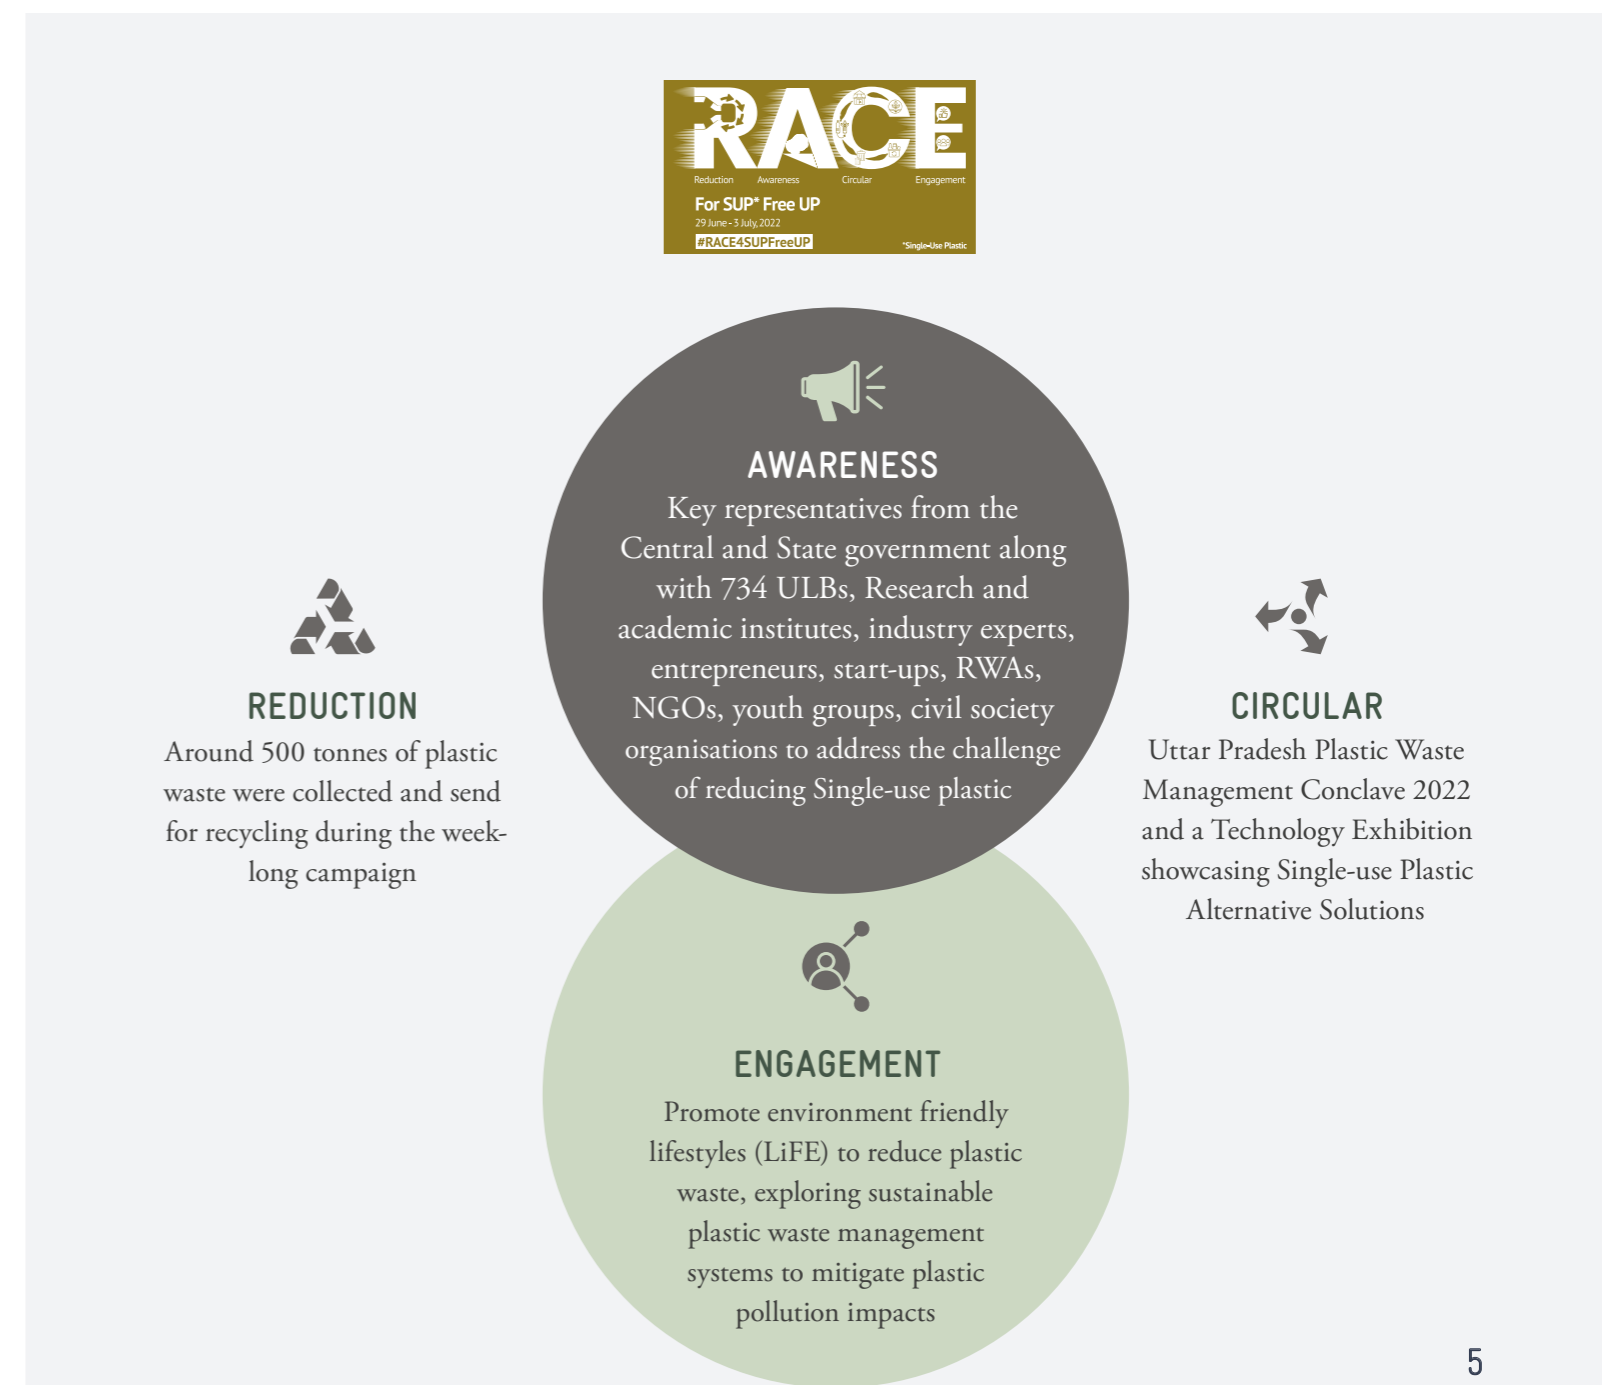 RACE
Reduction Awareness Circular Engagement
For SUP* Free UP
29 June - 3 July, 2022
#RACE4SUPFreeUP
*Single-Use Plastic
AWARENESS
Key representatives from the
Central and State government along
with 734 ULBs, Research and
academic institutes, industry experts,
entrepreneurs, start-ups, RWAs,
NGOs, youth groups, civil society
organisations to address the challenge
of reducing Single-use plastic
REDUCTION
Around 500 tonnes of plastic
waste were collected and send
for recycling during the week-
long campaign
CIRCULAR
Uttar Pradesh Plastic Waste
Management Conclave 2022
and a Technology Exhibition
showcasing Single-use Plastic
Alternative Solutions
ENGAGEMENT
Promote environment friendly
lifestyles (LiFE) to reduce plastic
waste, exploring sustainable
plastic waste management
systems to mitigate plastic
pollution impacts
5